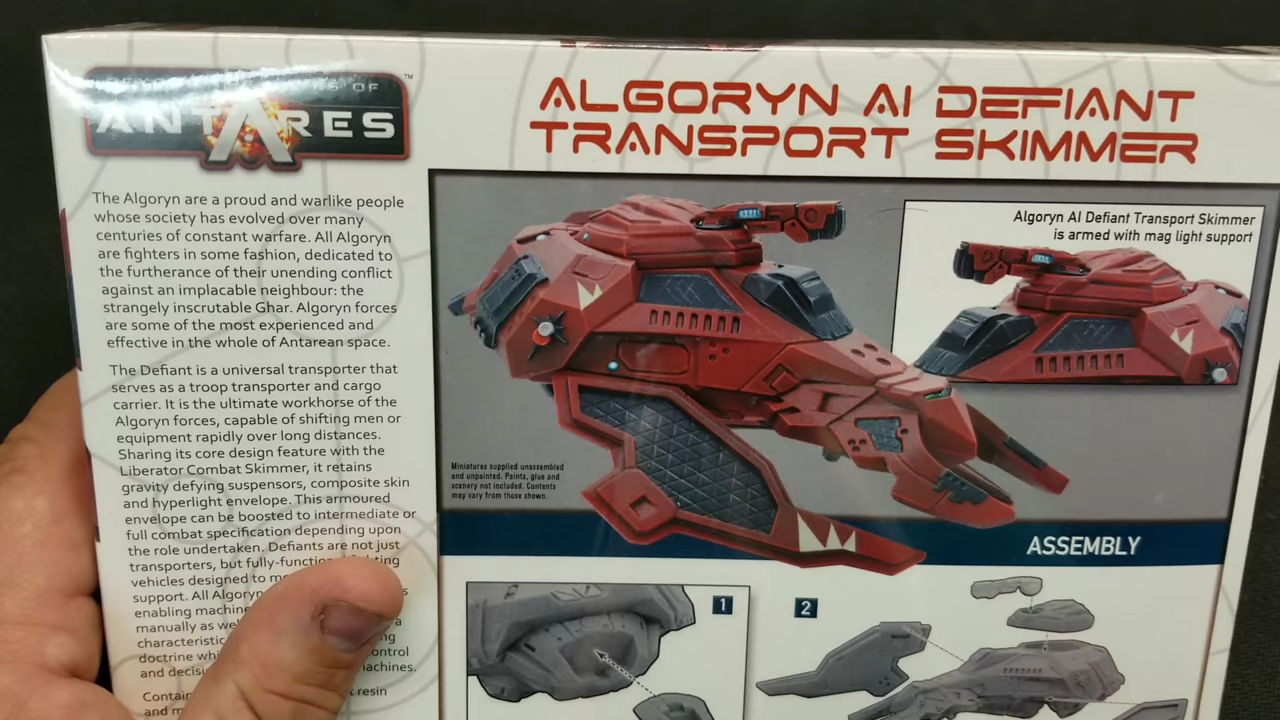 OF
ANTARES
™
ALGORYN AI DEFIANT
TRANSPORT SKIMMER
The Algoryn are a proud and warlike people
whose society has evolved over many
centuries of constant warfare. All Algoryn
are fighters in some fashion, dedicated to
the furtherance of their unending conflict
against an implacable neighbour: the
strangely inscrutable Ghar. Algoryn forces
are some of the most experienced and
effective in the whole of Antarean space.
The Defiant is a universal transporter that
serves as a troop transporter and cargo
carrier. It is the ultimate workhorse of the
Algoryn forces, capable of shifting men or
equipment rapidly over long distances.
Sharing its core design feature with the
Liberator Combat Skimmer, it retains
gravity defying suspensors, composite skin
and hyperlight envelope. This armoured
envelope can be boosted to intermediate or
full combat specification depending upon
the role undertaken. Defiants are not just
transporters, but fully-function
vehicles designed to
support. All Algoryn
enabling machine
manually as
characteristic a
doctrine
and machines.
resin
and
Algoryn AI Defiant Transport Skimmer
is armed with mag light support
Miniatures supplied unassembled
and unpainted. Paints, glue and
scenery not included. Contents
may vary from those shown.
ASSEMBLY
1
2